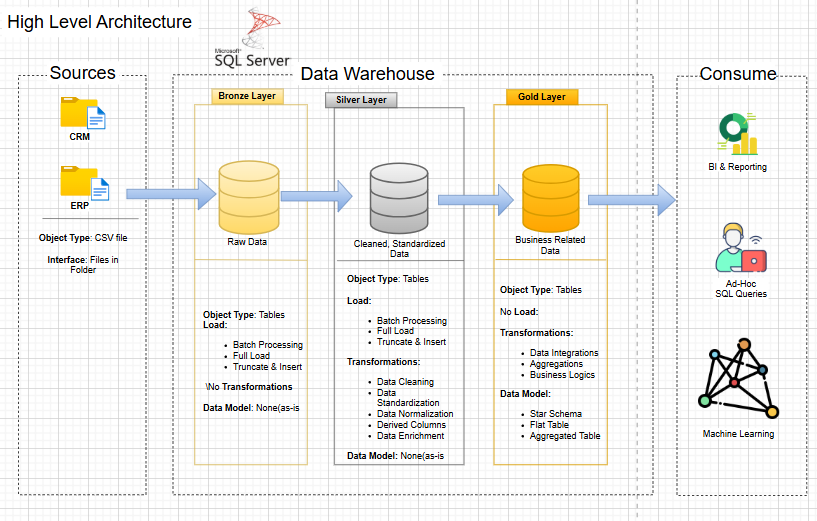 High Level Architecture
Microsoft®
SQL Server
Sources
CRM
ERP
Object Type: CSV file
Interface: Files in
Folder
Data Warehouse
Bronze Layer
Raw Data
Object Type: Tables
Load:
Batch Processing
Full Load
Truncate & Insert
\No Transformations
Data Model: None(as-is
Silver Layer
Cleaned, Standardized
Data
Object Type: Tables
Load:
Batch Processing
Full Load
Truncate & Insert
Transformations:
Data Cleaning
Data
Standardization
Data Normalization
Derived Columns
Data Enrichment
Data Model: None(as-is
Gold Layer
Business Related
Data
Object Type: Tables
No Load:
Transformations:
Data Integrations
Aggregations
Business Logics
Data Model:
Star Schema
Flat Table
Aggregated Table
Consume
BI & Reporting
Ad-Hoc
SQL Queries
Machine Learning